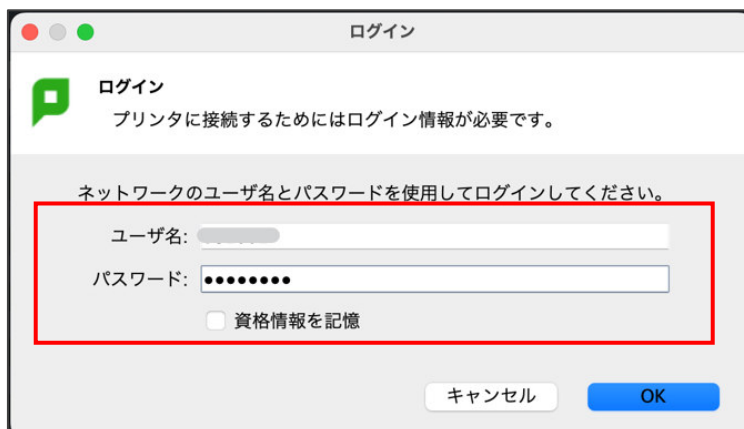 ログイン
ログイン
プリンタに接続するためにはログイン情報が必要です。
ネットワークのユーザ名とパスワードを使用してログインしてください。
ユーザ名:
パスワード: ●●●●●●●●
資格情報を記憶
キャンセル OK